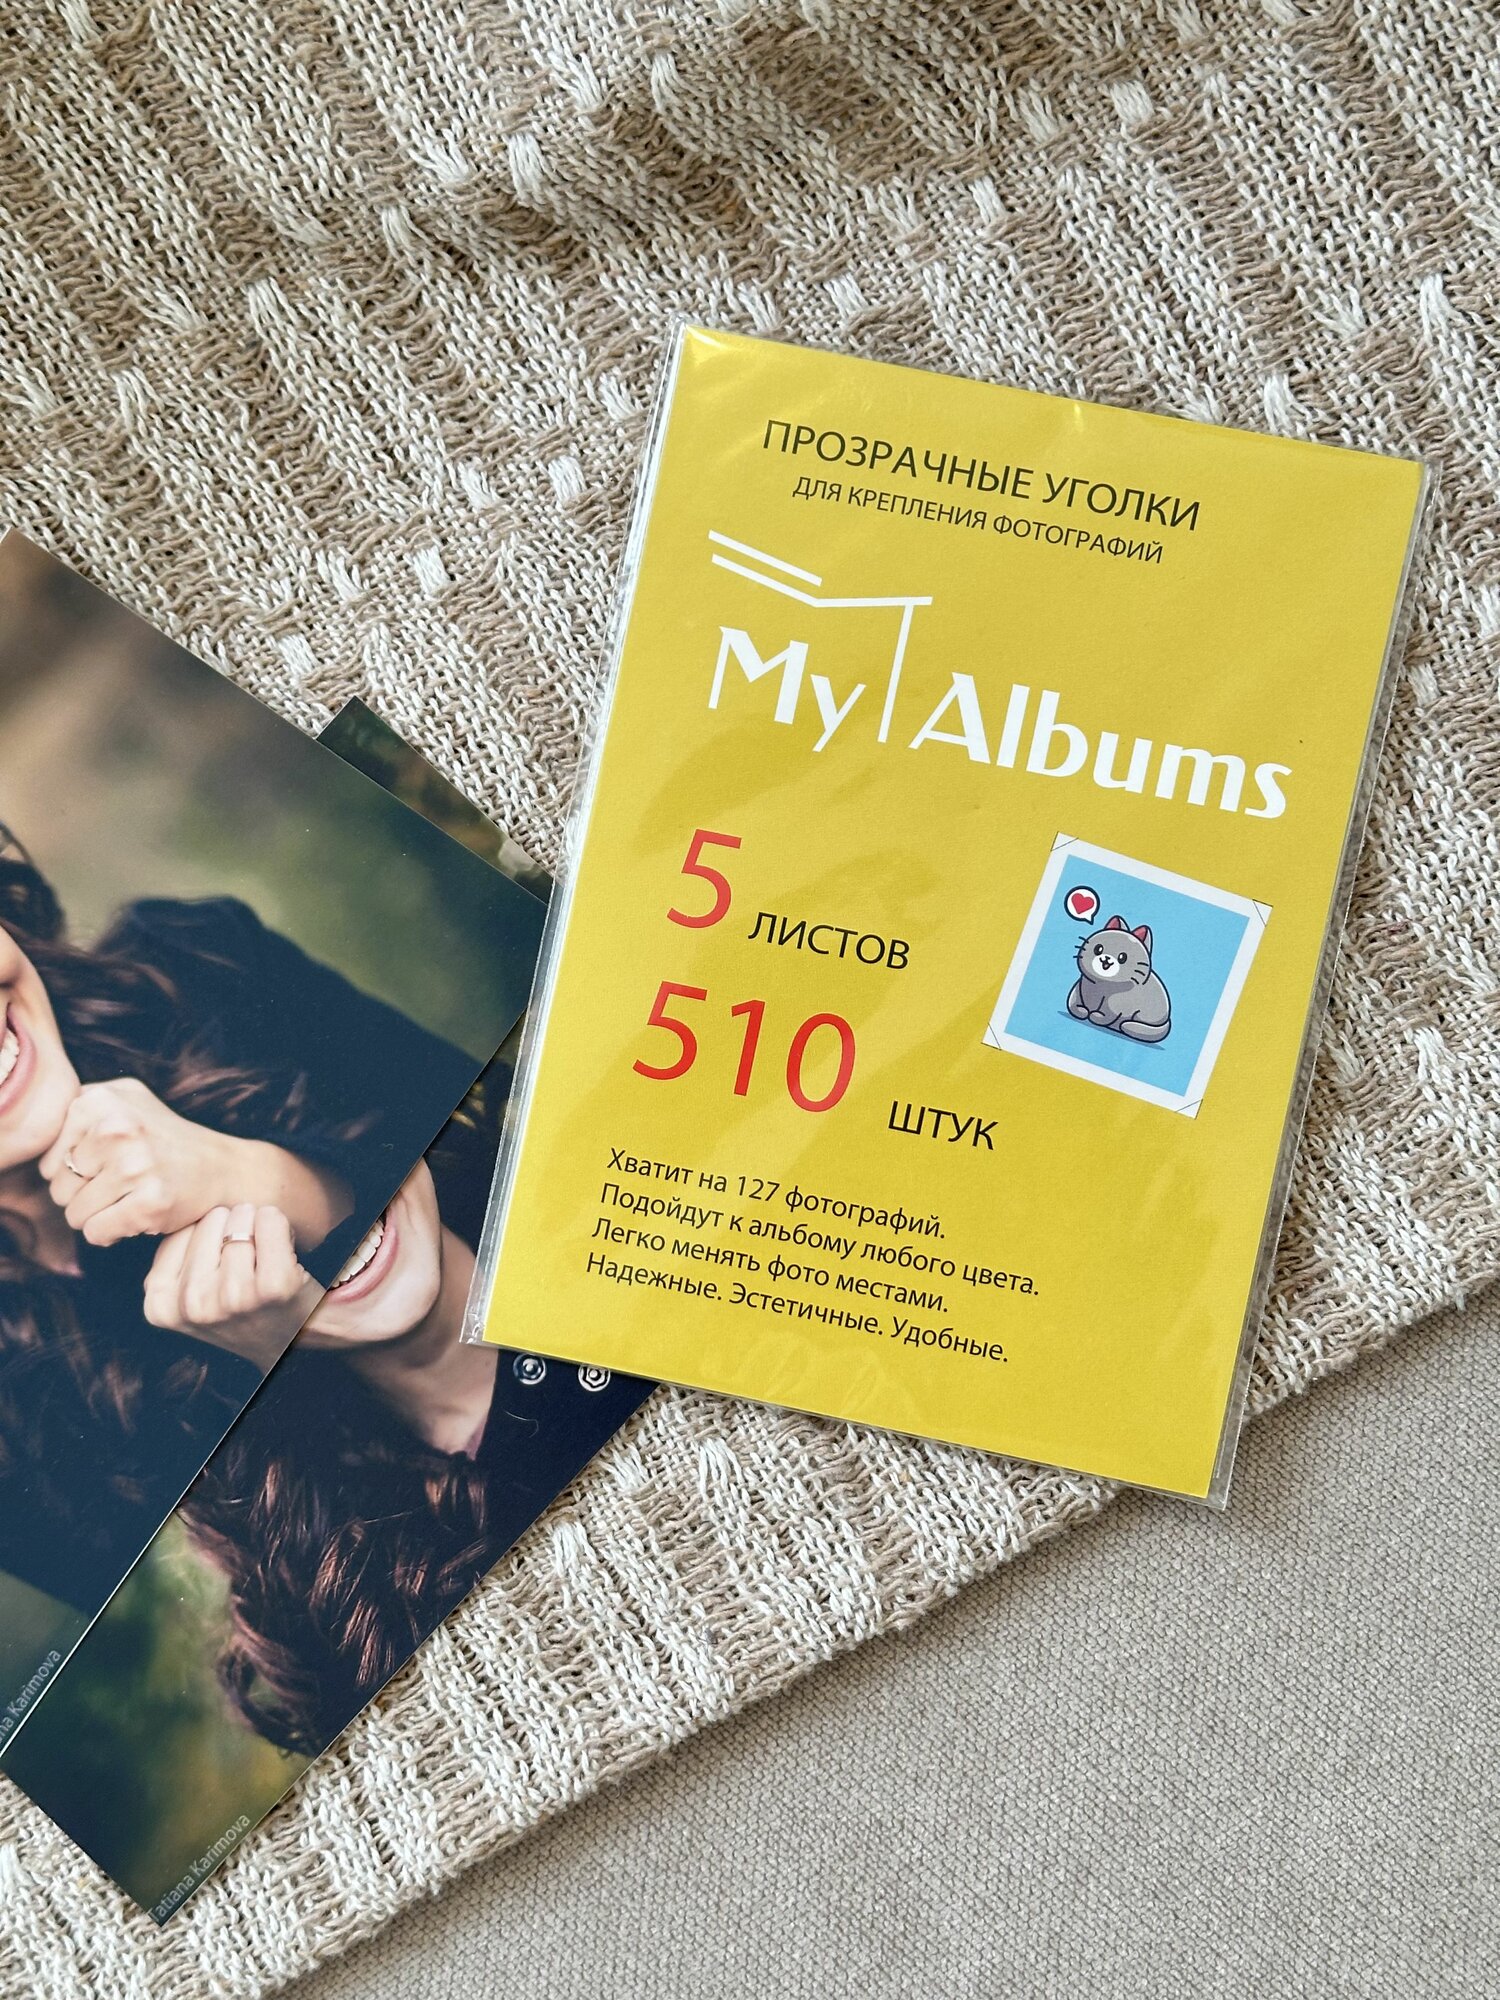 ПРОЗРАЧНЫЕ УГОЛКИ
ДЛЯ КРЕПЛЕНИЯ ФОТОГРАФИЙ
My Albums
5 ЛИСТОВ
510 ШТУК
Хватит на 127 фотографий.
Подойдут к альбому любого цвета.
Легко менять фото местами.
Надежные. Эстетичные. Удобные.
Karimova
Tatiana Karimova